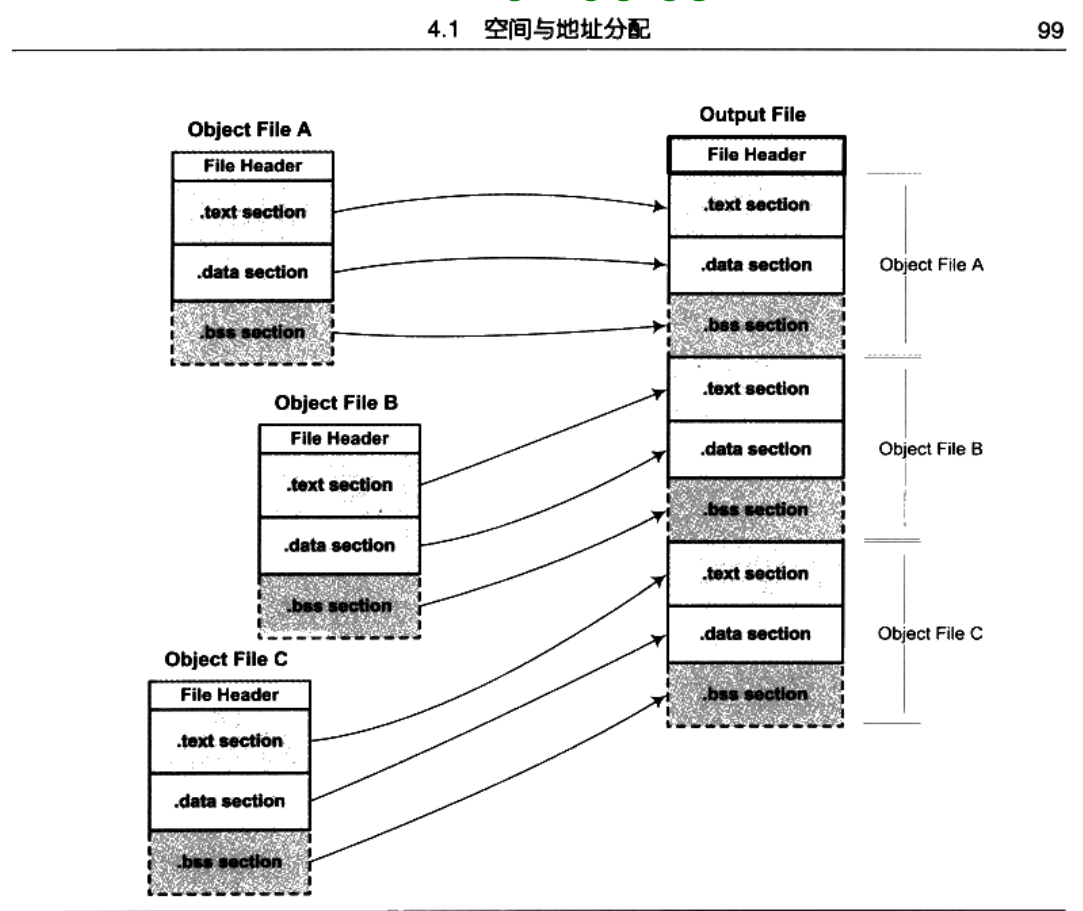 4.1 空间与地址分配
99
Object File A
File Header
.text section
.data section
.bss section
Object File B
File Header
.text section
.data section
.bss section
Object File C
File Header
.text section
.data section
.bss section
Output File
File Header
.text section
.data section
.bss section
.text section
.data section
.bss section
.text section
.data section
.bss section
Object File A
Object File B
Object File C